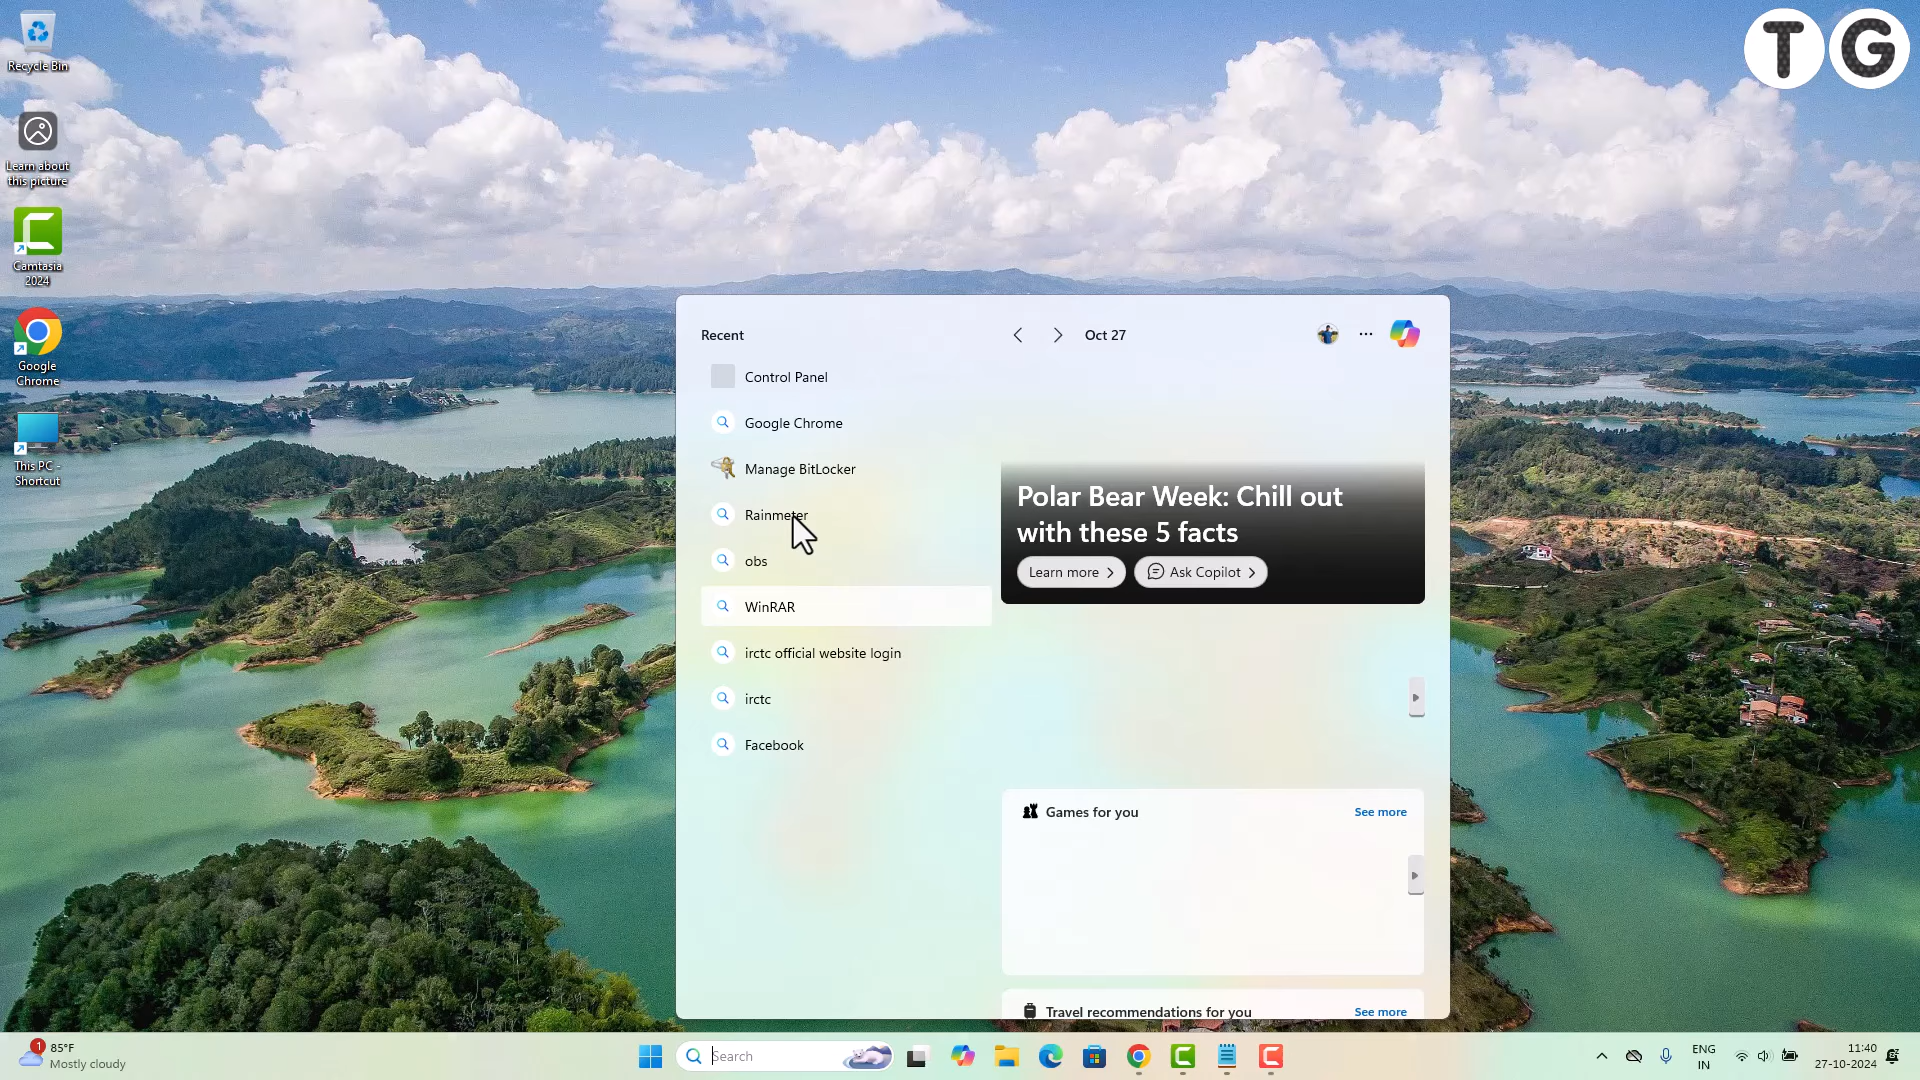 Recycle Bin
Learn about
this picture
Camtasia
2024
Google
Chrome
This PC -
Shortcut
TG
Recent
Control Panel
Google Chrome
Manage BitLocker
Rainmeter
obs
WinRAR
irctc official website login
irctc
Facebook
Oct 27
...
Polar Bear Week: Chill out
with these 5 facts
Learn more
Ask Copilot
Games for you
See more
Travel recommendations for you
See more
1
85°F
Mostly cloudy
Search
ENG
IN
11:40
27-10-2024